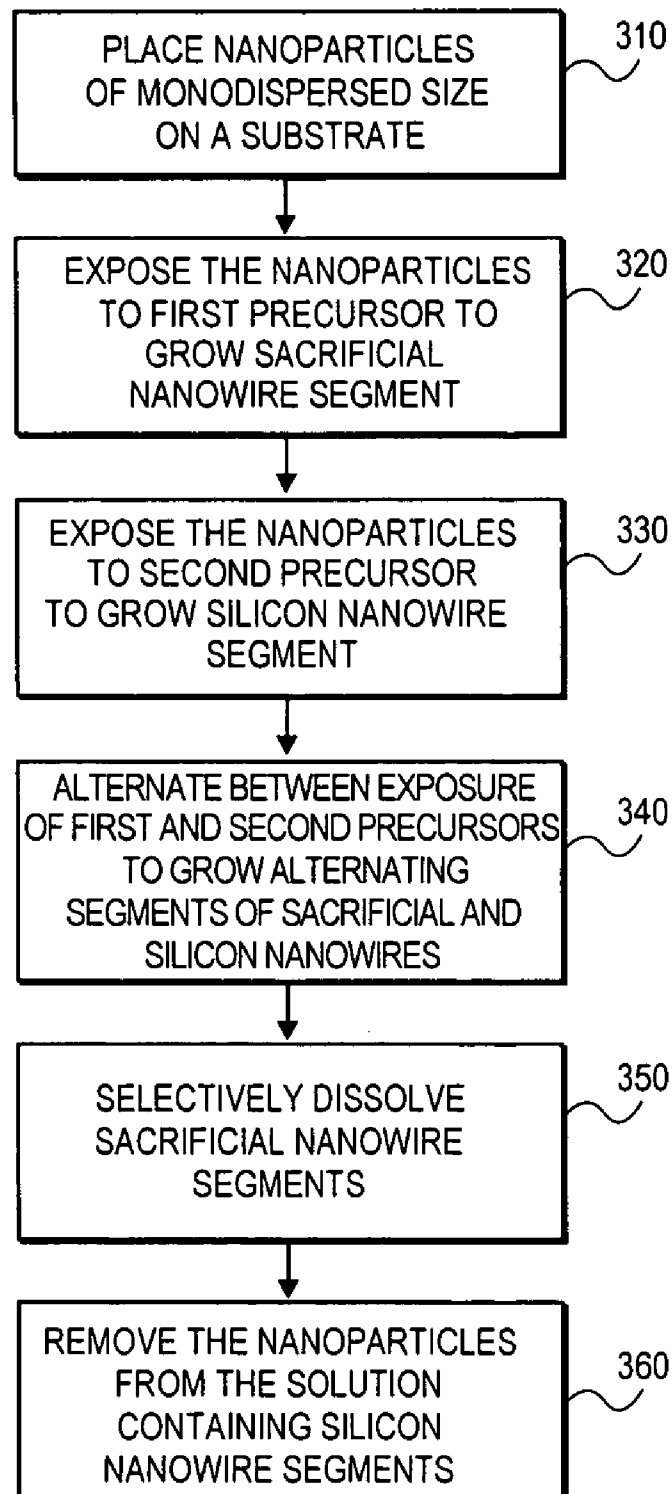 PLACE NANOPARTICLES
OF MONODISPERSED SIZE
ON A SUBSTRATE
310
EXPOSE THE NANOPARTICLES
TO FIRST PRECURSOR TO
GROW SACRIFICIAL
NANOWIRE SEGMENT
320
EXPOSE THE NANOPARTICLES
TO SECOND PRECURSOR
TO GROW SILICON NANOWIRE
SEGMENT
330
ALTERNATE BETWEEN EXPOSURE
OF FIRST AND SECOND PRECURSORS
TO GROW ALTERNATING
SEGMENTS OF SACRIFICIAL AND
SILICON NANOWIRES
340
SELECTIVELY DISSOLVE
SACRIFICIAL NANOWIRE
SEGMENTS
350
REMOVE THE NANOPARTICLES
FROM THE SOLUTION
CONTAINING SILICON
NANOWIRE SEGMENTS
360